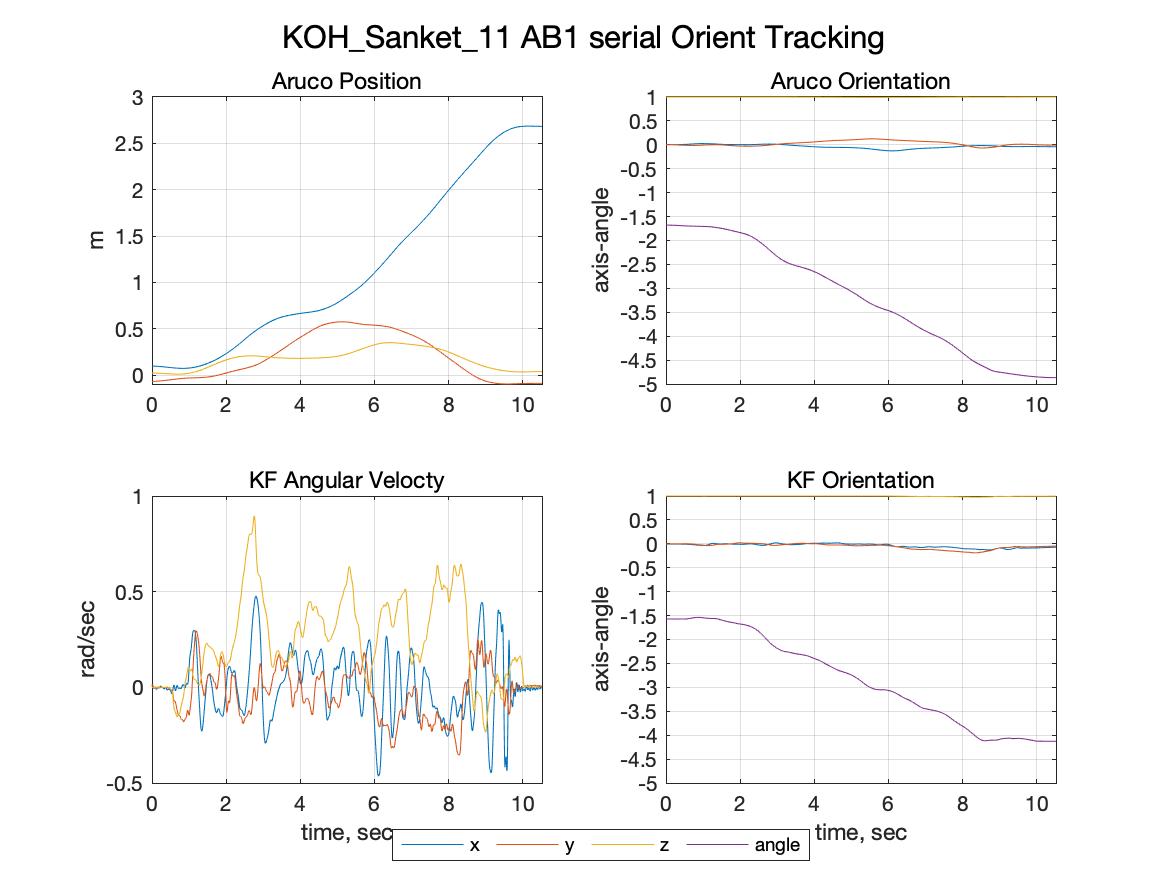 KOH_Sanket_11 AB1 serial Orient Tracking
Aruco Position
3
2.5
2
1.5
1
0.5
0
m
0 2 4 6 8 10
Aruco Orientation
1
0.5
0
-0.5
-1
-1.5
-2
-2.5
-3
-3.5
-4
-4.5
-5
axis-angle
0 2 4 6 8 10
KF Angular Velocty
1
0.5
0
-0.5
rad/sec
0 2 4 6 8 10
time, sec
KF Orientation
1
0.5
0
-0.5
-1
-1.5
-2
-2.5
-3
-3.5
-4
-4.5
-5
axis-angle
0 2 4 6 8 10
time, sec
x y z angle